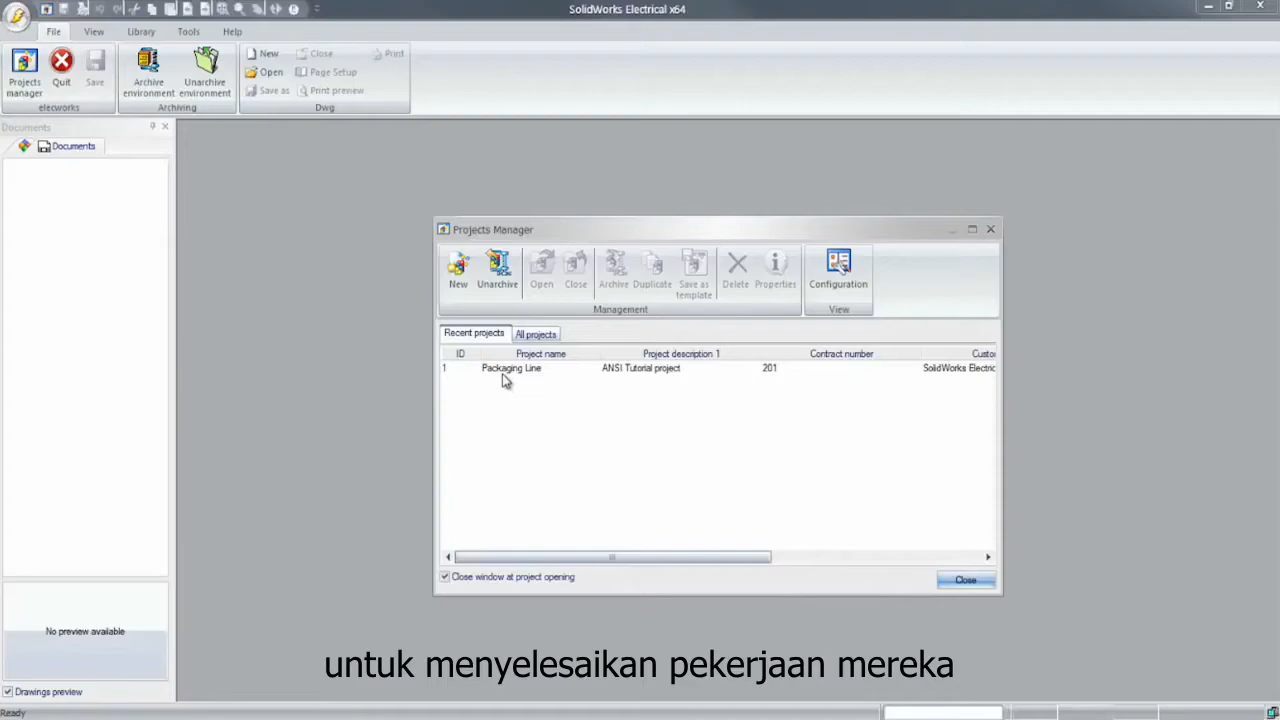 SolidWorks Electrical x64
File View Library Tools Help
Projects manager
Quit
Save
elecworks
Archive environment
Unarchive environment
Archiving
New
Open
Save as
Close
Page Setup
Print preview
Print
Dwg
Documents
Documents
Projects Manager
New
Unarchive
Open
Close
Archive
Duplicate
Save as template
Delete
Properties
Management
Configuration
View
Recent projects All projects
ID Project name Project description 1 Contract number Custo
1 Packaging Line ANSI Tutorial project 201 SolidWorks Electric
Close window at project opening
Close
No preview available
Drawings preview
untuk menyelesaikan pekerjaan mereka
Ready